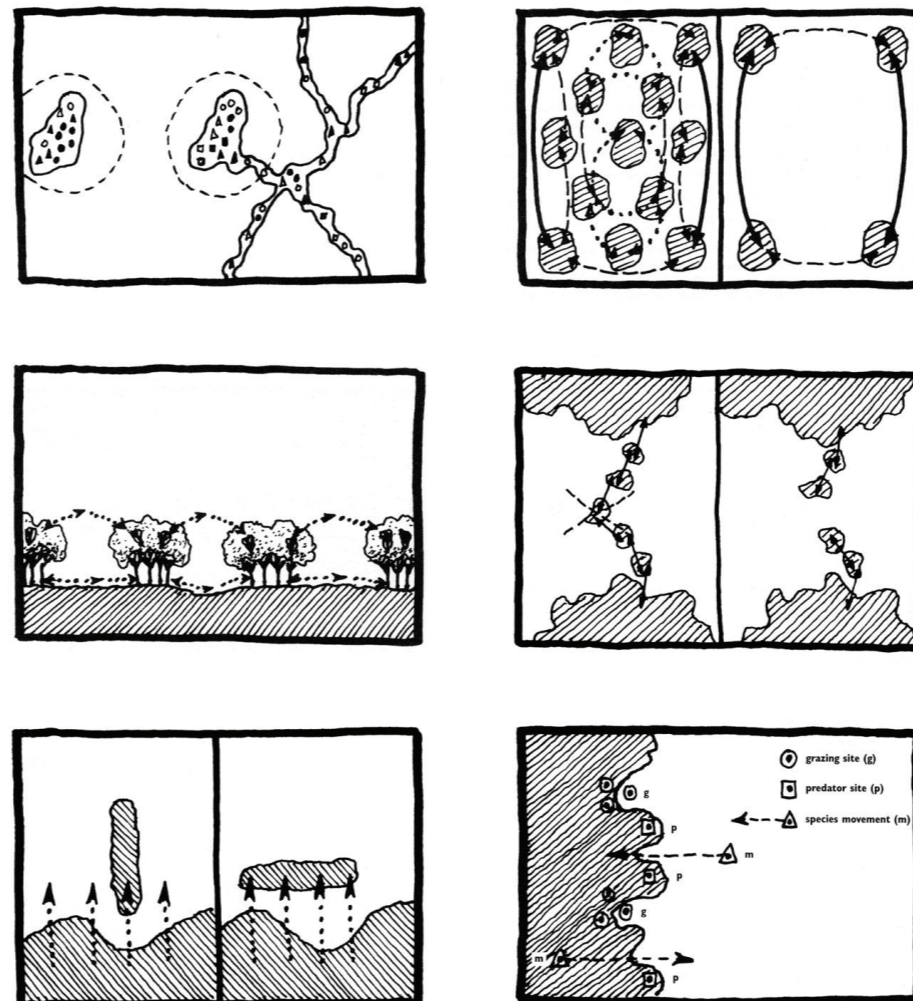 grazing site (g)
g
predator site (p)
p
species movement (m)
m
p
g
m
p